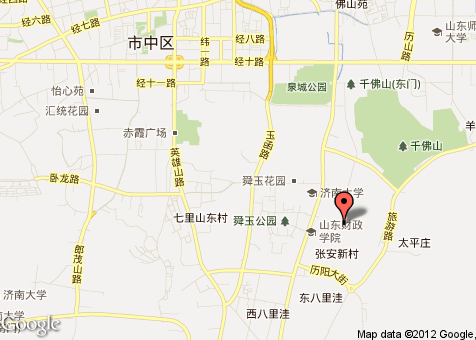 佛山苑
经七路
经六路
市中区
纬一路
经八路
历山路
山东师
大学
经十路
千佛山(东门)
经十一路
泉城公园
怡心苑
汇统花园
赤霞广场
玉函路
羊
千佛山
英雄山路
卧龙路
舜玉花园
济南大学
七里山东村
舜玉公园
山东财政
学院
旅游路
太平庄
张安新村
郎茂山路
历阳大街
济南大学
东八里洼
西八里洼
Google
Map data ©2012 Google